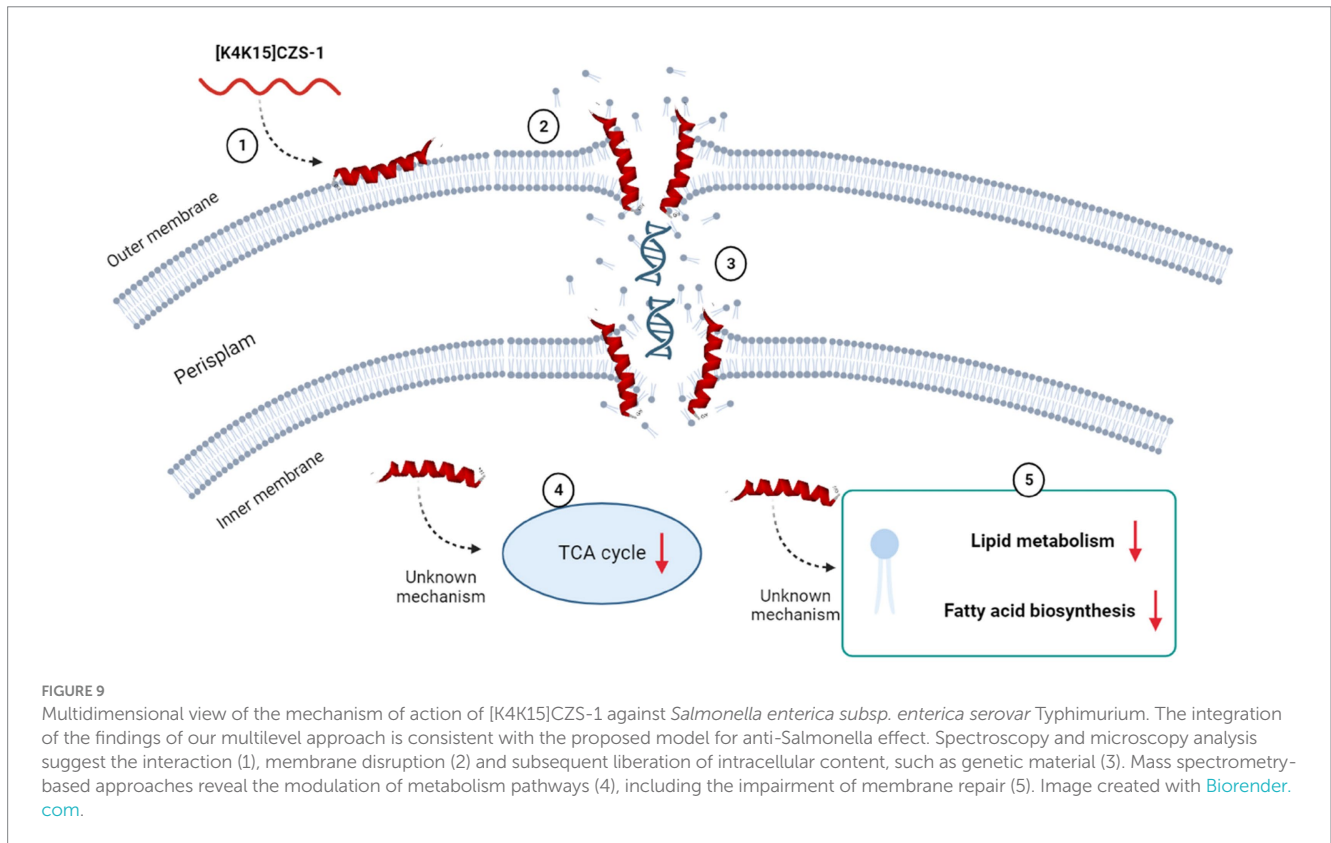 [K4K15]CZS-1
1
2
Outer membrane
3
Perisplam
Inner membrane
4
5
TCA cycle
Lipid metabolism
Unknown
mechanism
Unknown
mechanism
Fatty acid biosynthesis
FIGURE 9
Multidimensional view of the mechanism of action of [K4K15]CZS-1 against Salmonella enterica subsp. enterica serovar Typhimurium. The integration
of the findings of our multilevel approach is consistent with the proposed model for anti-Salmonella effect. Spectroscopy and microscopy analysis
suggest the interaction (1), membrane disruption (2) and subsequent liberation of intracellular content, such as genetic material (3). Mass spectrometry-
based approaches reveal the modulation of metabolism pathways (4), including the impairment of membrane repair (5). Image created with Biorender.
com.